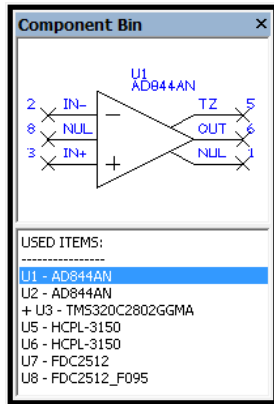 Component Bin ×
U1
AD844AN
2 IN- TZ 5
8 NUL OUT 6
3 IN+ NUL 1
USED ITEMS:
----------------
U1 - AD844AN
U2 - AD844AN
+ U3 - TMS320C2802GGMA
U5 - HCPL-3150
U6 - HCPL-3150
U7 - FDC2512
U8 - FDC2512_F095